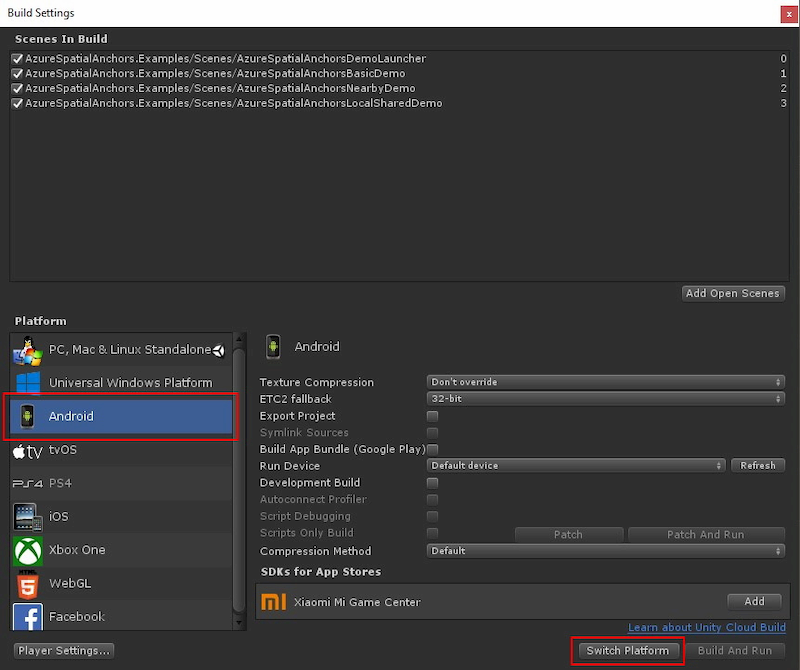 Build Settings
x
Scenes In Build
AzureSpatialAnchors.Examples/Scenes/AzureSpatialAnchorsDemoLauncher 0
AzureSpatialAnchors.Examples/Scenes/AzureSpatialAnchorsBasicDemo 1
AzureSpatialAnchors.Examples/Scenes/AzureSpatialAnchorsNearbyDemo 2
AzureSpatialAnchors.Examples/Scenes/AzureSpatialAnchorsLocalSharedDemo 3
Add Open Scenes
Platform
PC, Mac & Linux Standalone
Universal Windows Platform
Android
tv tvOS
PS4 PS4
iOS
Xbox One
HTML
5 WebGL
f Facebook
Android
Texture Compression Don't override
ETC2 fallback 32-bit
Export Project
Symlink Sources
Build App Bundle (Google Play)
Run Device Default device Refresh
Development Build
Autoconnect Profiler
Script Debugging
Scripts Only Build Patch Patch And Run
Compression Method Default
SDKs for App Stores
mi Xiaomi Mi Game Center Add
Learn about Unity Cloud Build
Player Settings... Switch Platform Build And Run